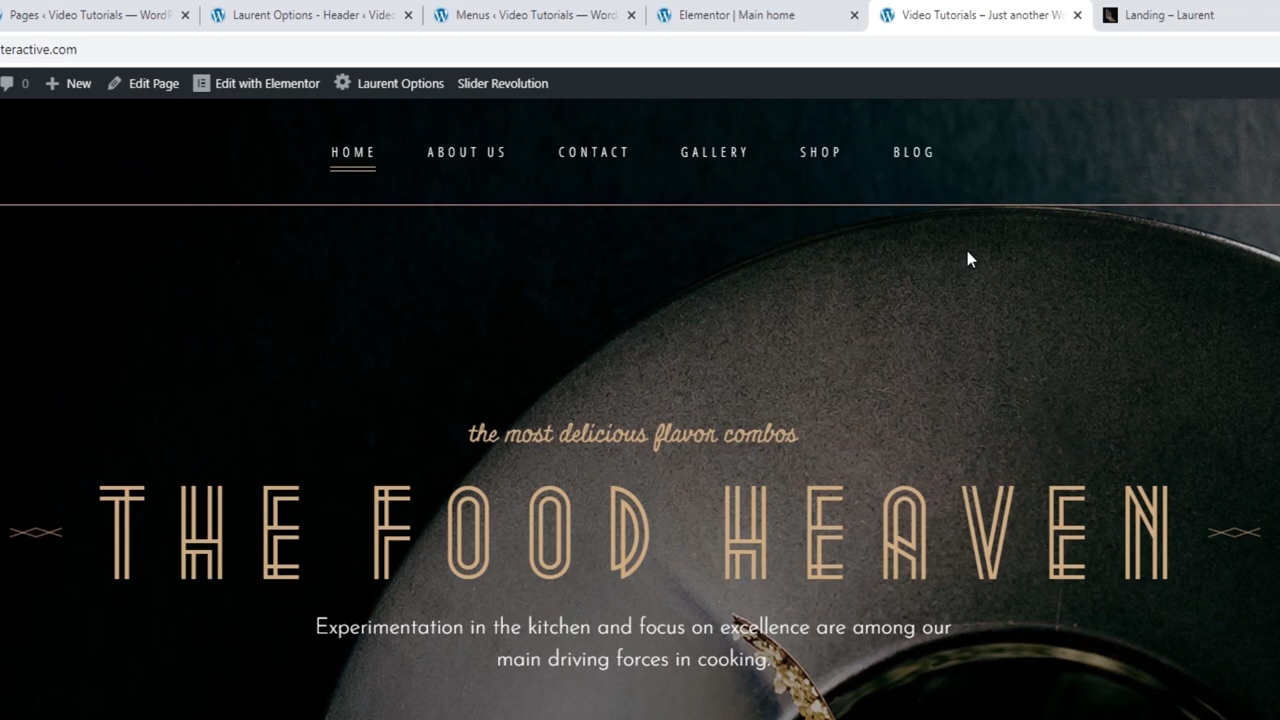 Pages ‹ Video Tutorials — WordP
Laurent Options - Header ‹ Video
Menus ‹ Video Tutorials — Word
Elementor | Main home
Video Tutorials – Just another W
Landing – Laurent
teractive.com
0
New
Edit Page
Edit with Elementor
Laurent Options
Slider Revolution
HOME
ABOUT US
CONTACT
GALLERY
SHOP
BLOG
the most delicious flavor combos
THE FOOD HEAVEN
Experimentation in the kitchen and focus on excellence are among our
main driving forces in cooking.